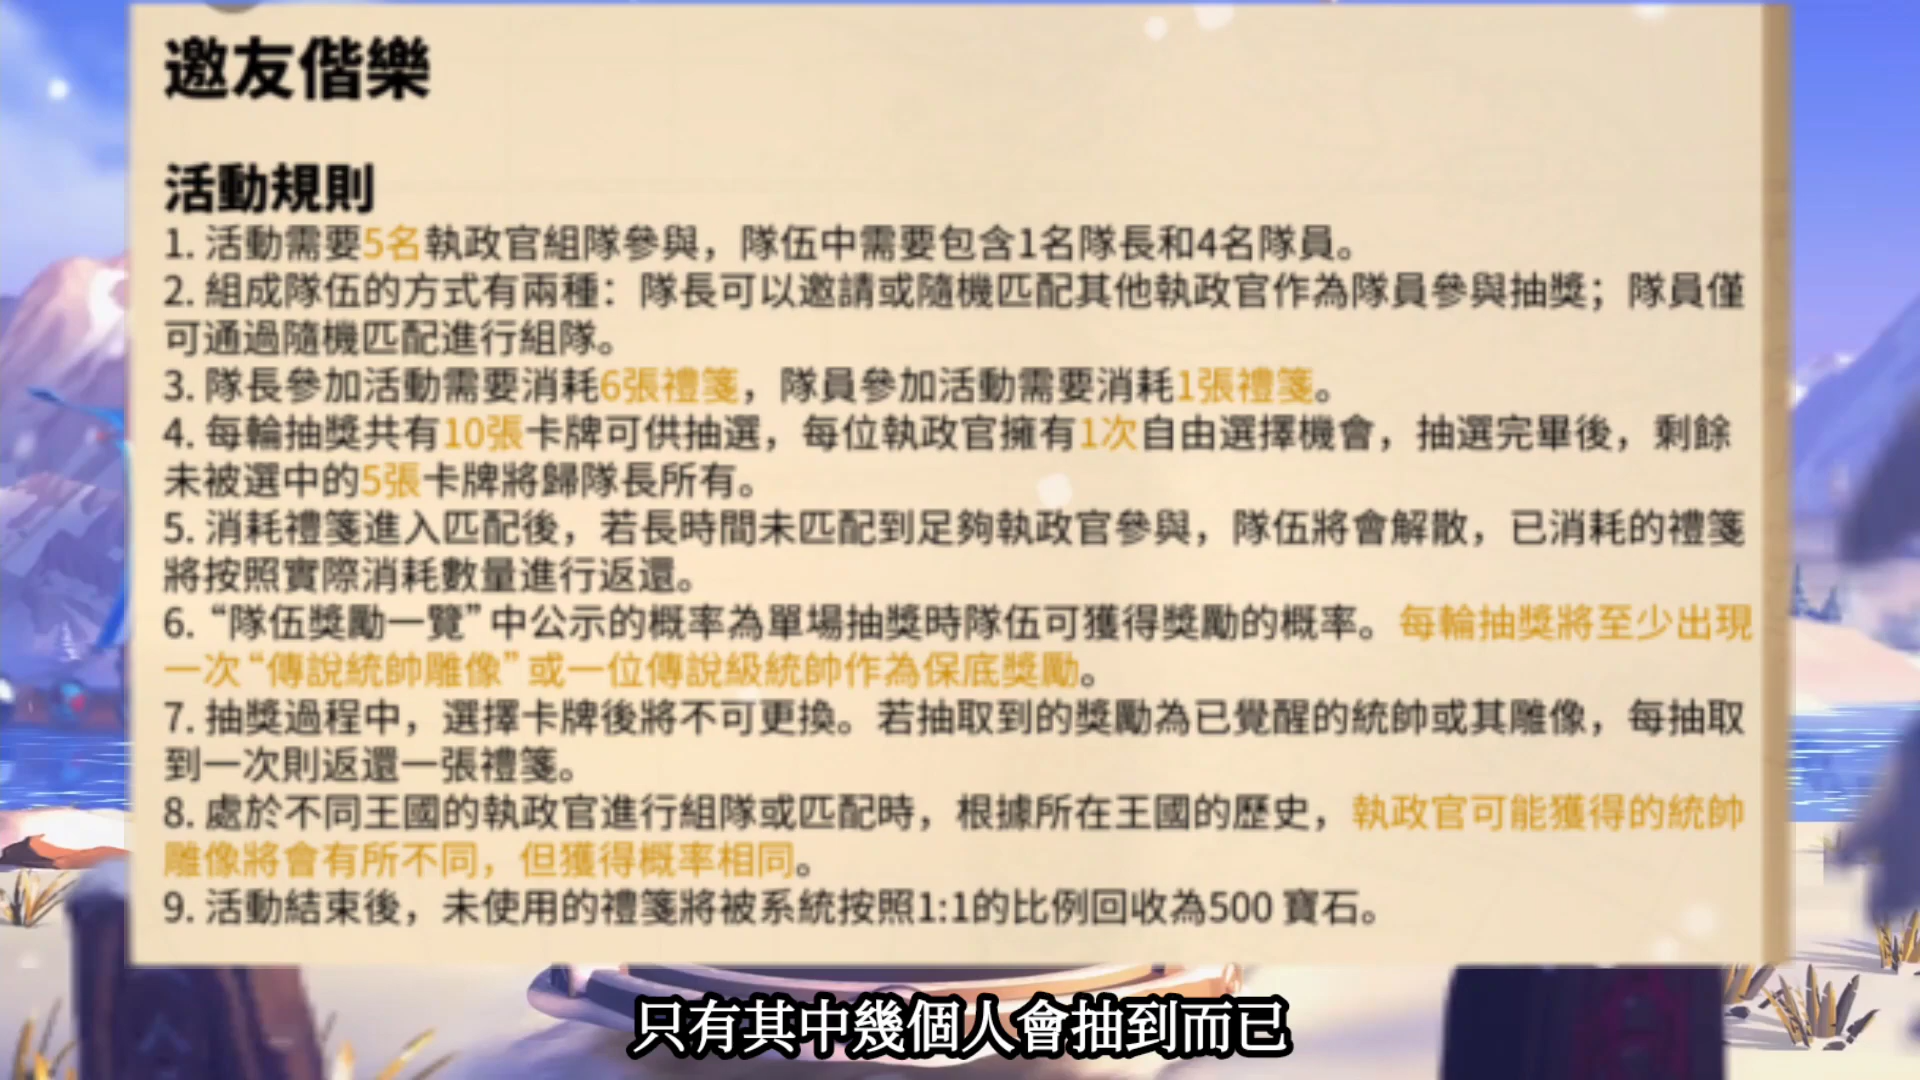 邀友偕樂
活動規則
1. 活動需要5名執政官組隊參與，隊伍中需要包含1名隊長和4名隊員。
2. 組成隊伍的方式有兩種：隊長可以邀請或隨機匹配其他執政官作為隊員參與抽獎；隊員僅
可通過隨機匹配進行組隊。
3. 隊長參加活動需要消耗6張禮箋，隊員參加活動需要消耗1張禮箋。
4. 每輪抽獎共有10張卡牌可供抽選，每位執政官擁有1次自由選擇機會，抽選完畢後，剩餘
未被選中的5張卡牌將歸隊長所有。
5. 消耗禮箋進入匹配後，若長時間未匹配到足夠執政官參與，隊伍將會解散，已消耗的禮箋
將按照實際消耗數量進行返還。
6. “隊伍獎勵一覽”中公示的概率為單場抽獎時隊伍可獲得獎勵的概率。每輪抽獎將至少出現
一次“傳說統帥雕像”或一位傳說級統帥作為保底獎勵。
7. 抽獎過程中，選擇卡牌後將不可更換。若抽取到的獎勵為已覺醒的統帥或其雕像，每抽取
到一次則返還一張禮箋。
8. 處於不同王國的執政官進行組隊或匹配時，根據所在王國的歷史，執政官可能獲得的統帥
雕像將會有所不同，但獲得概率相同。
9. 活動結束後，未使用的禮箋將被系統按照1:1的比例回收為500 寶石。
只有其中幾個人會抽到而已